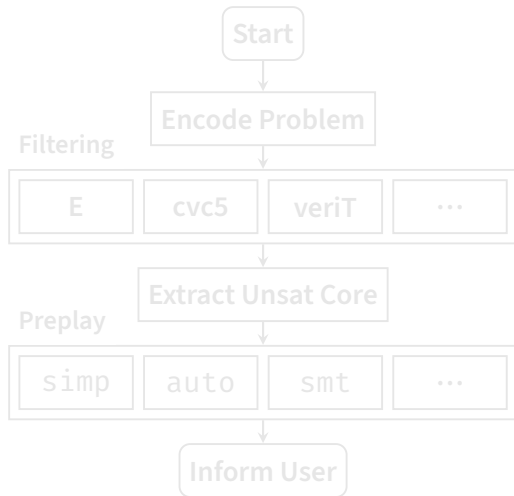 Start
Encode Problem
Filtering
E cvc5 veriT ...
Extract Unsat Core
Preplay
simp auto smt ...
Inform User